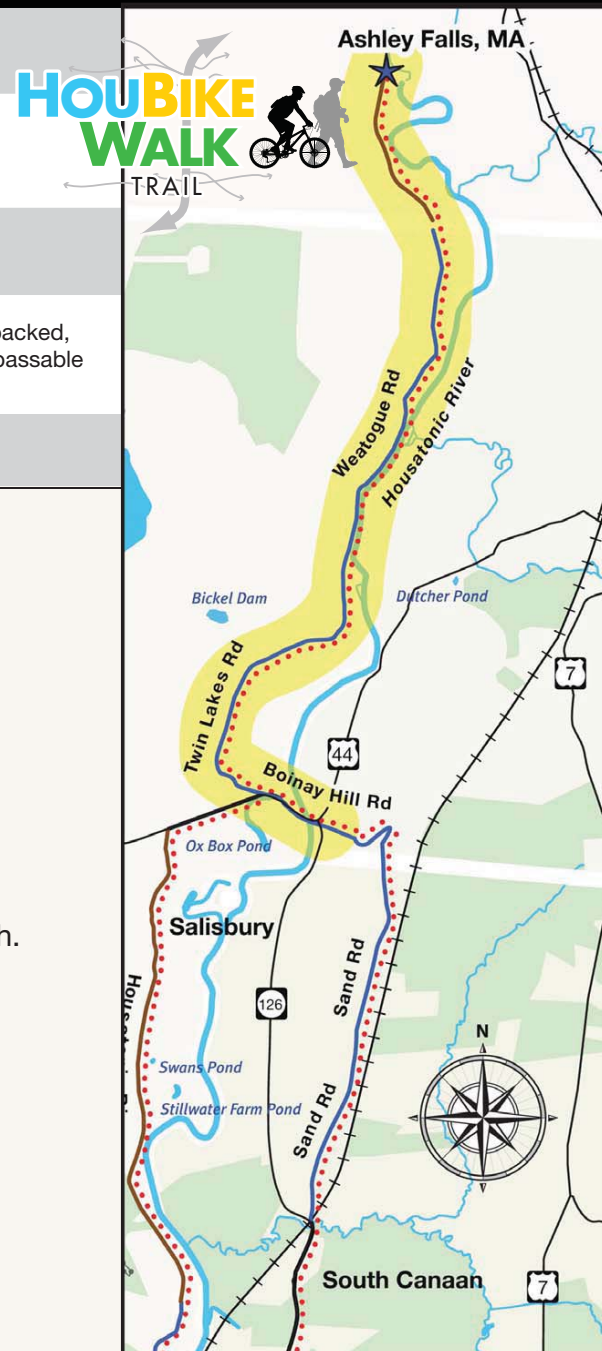 HOUBIKE
WALK
TRAIL
Ashley Falls, MA
packed,
passable
Weatogue Rd
Housatonic River
Bickel Dam
Dutcher Pond
7
Twin Lakes Rd
44
Boinay Hill Rd
Ox Box Pond
h.
Salisbury
Sand Rd
126
N
Swans Pond
Stillwater Farm Pond
Sand Rd
South Canaan
7